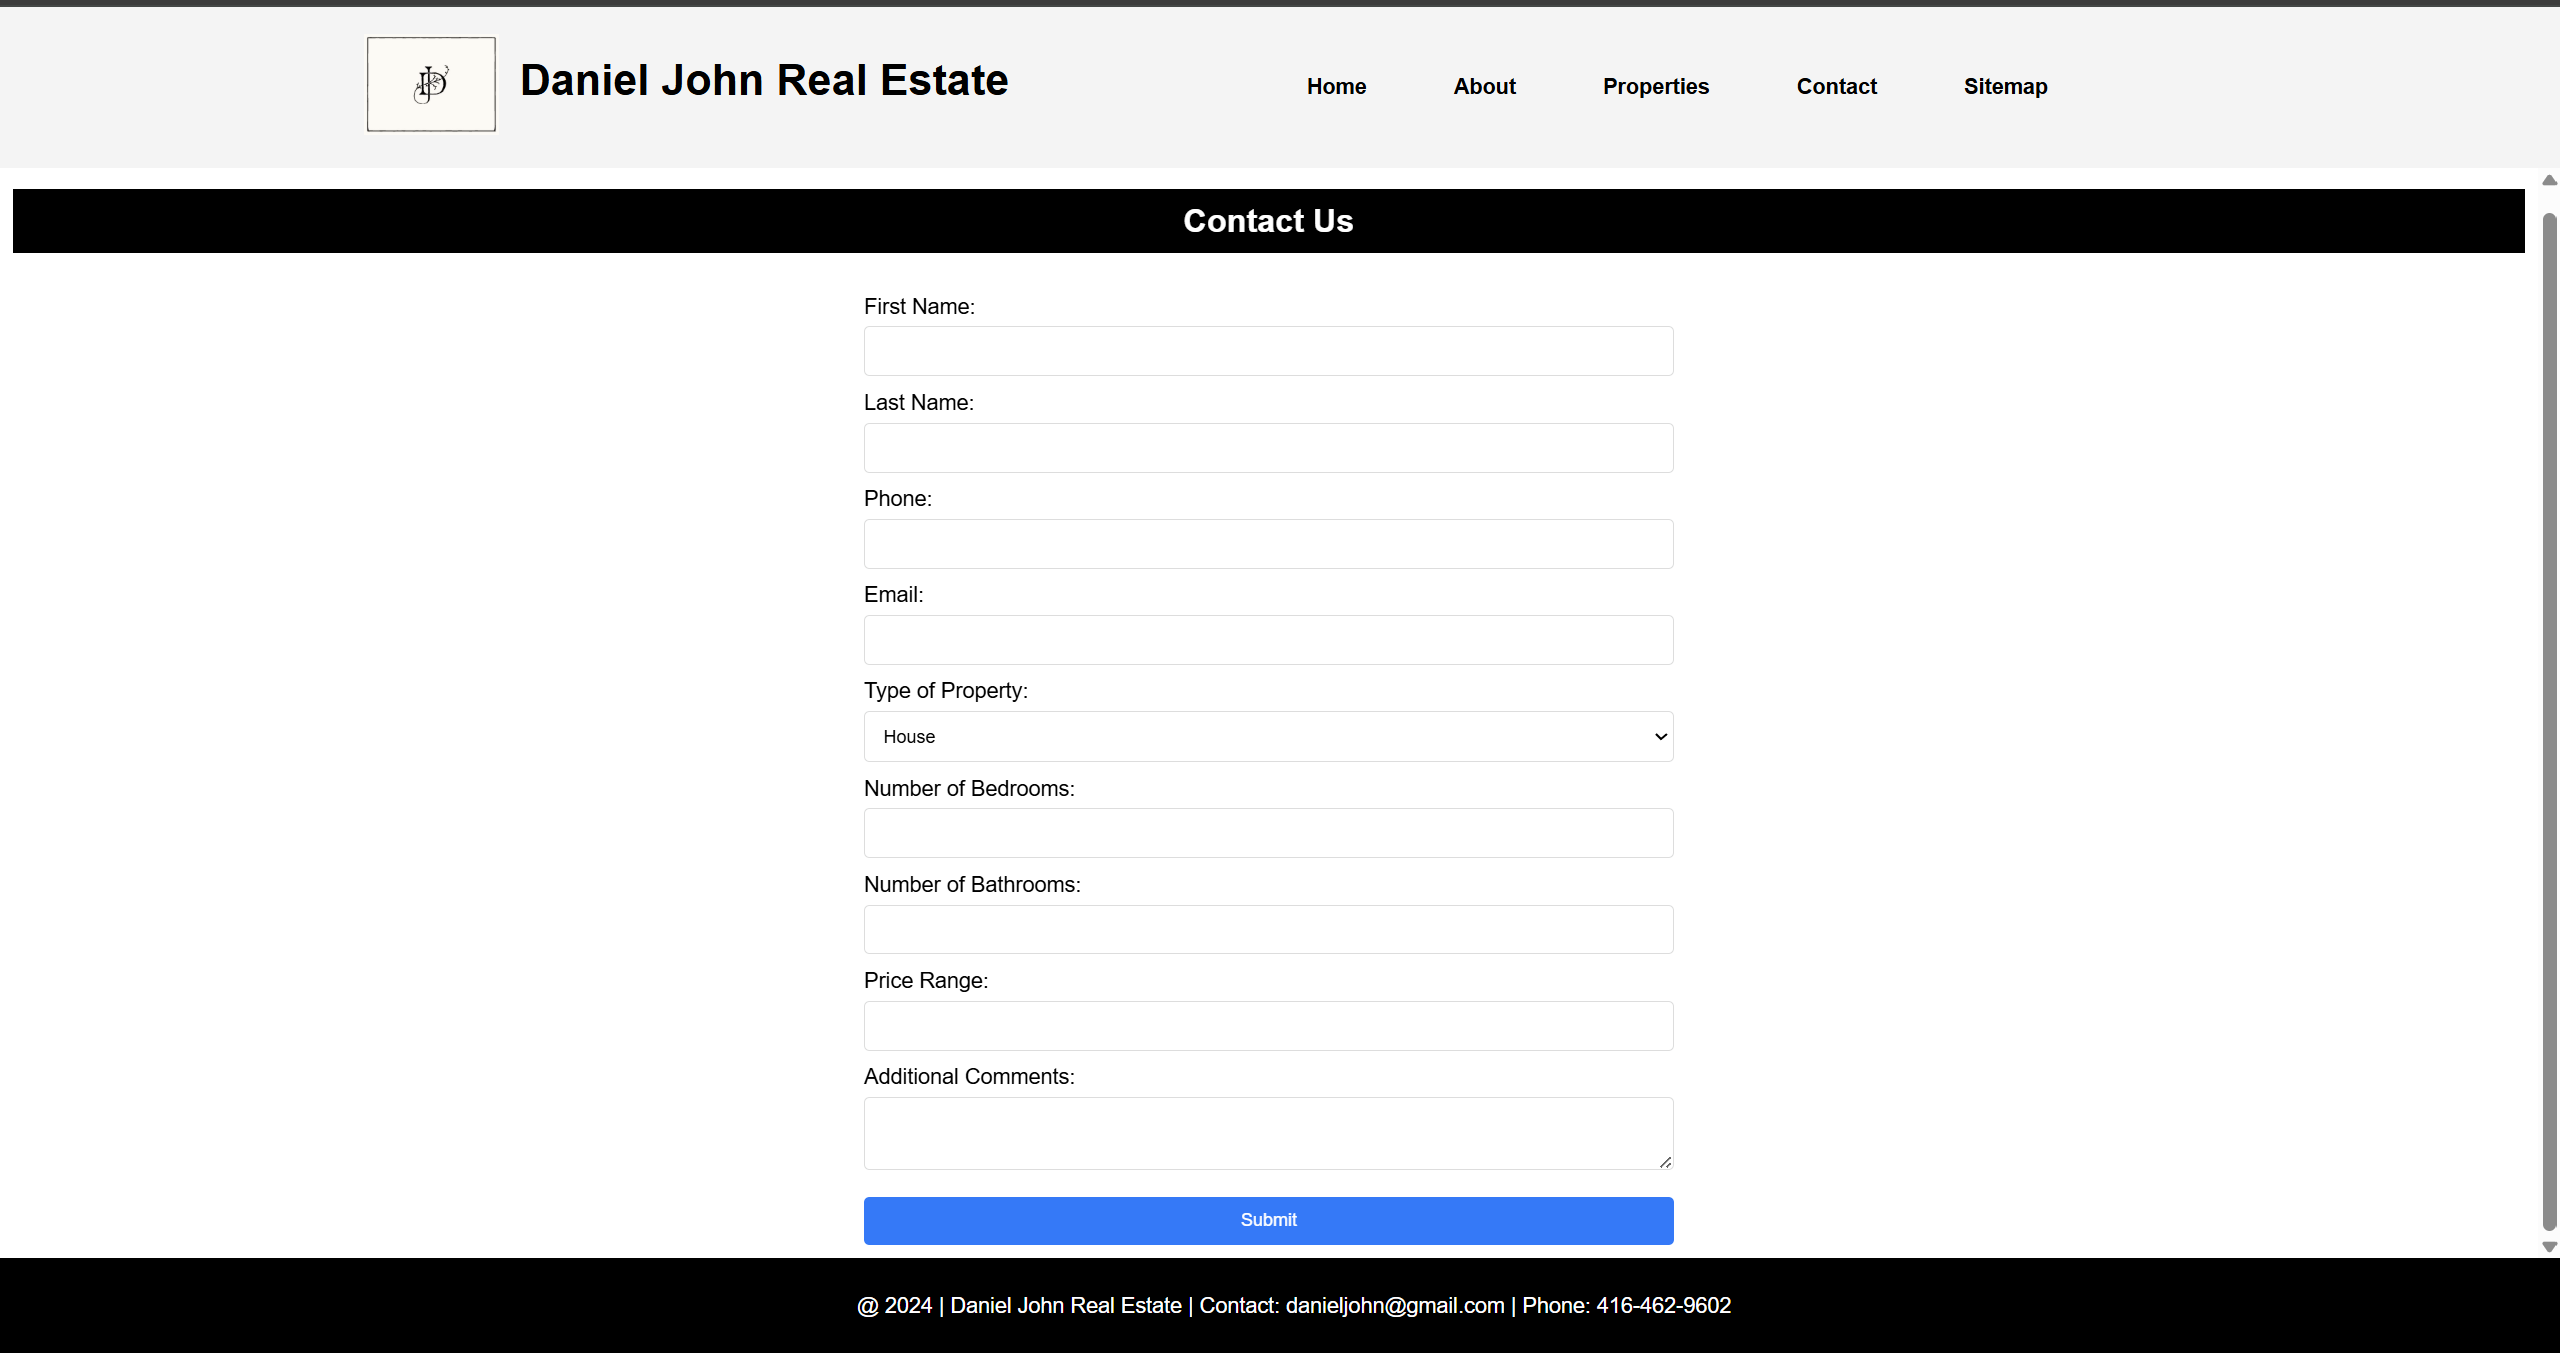 Daniel John Real Estate
Home
About
Properties
Contact
Sitemap
Contact Us
First Name:
Last Name:
Phone:
Email:
Type of Property:
House
Number of Bedrooms:
Number of Bathrooms:
Price Range:
Additional Comments:
Submit
@ 2024 | Daniel John Real Estate | Contact: danieljohn@gmail.com | Phone: 416-462-9602